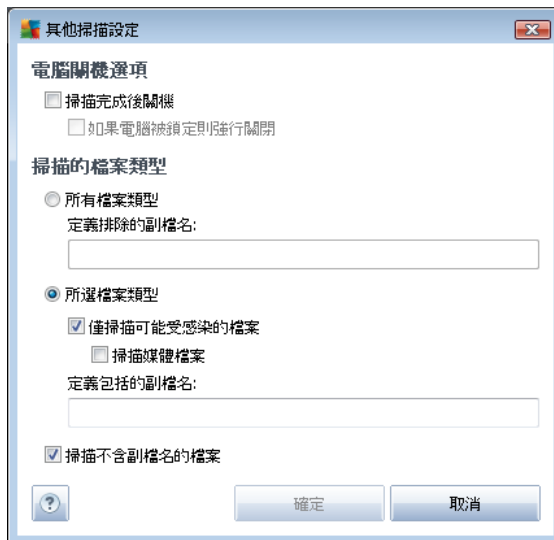 其他掃描設定
電腦關機選項
掃描完成後關機
如果電腦被鎖定則強行關閉
掃描的檔案類型
所有檔案類型
定義排除的副檔名:
所選檔案類型
僅掃描可能受感染的檔案
掃描媒體檔案
定義包括的副檔名:
掃描不含副檔名的檔案
?
確定
取消